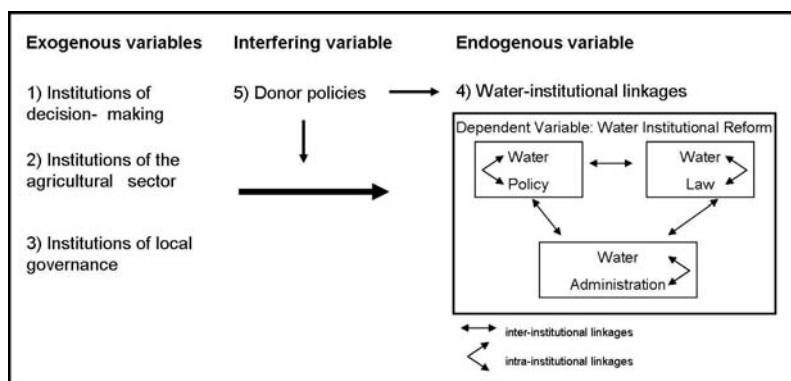 Exogenous variables
Interfering variable
Endogenous variable
1) Institutions of
decision- making
5) Donor policies
4) Water-institutional linkages
Dependent Variable: Water Institutional Reform
2) Institutions of the
agricultural sector
Water
Policy
Water
Law
3) Institutions of local
governance
Water
Administration
inter-institutional linkages
intra-institutional linkages